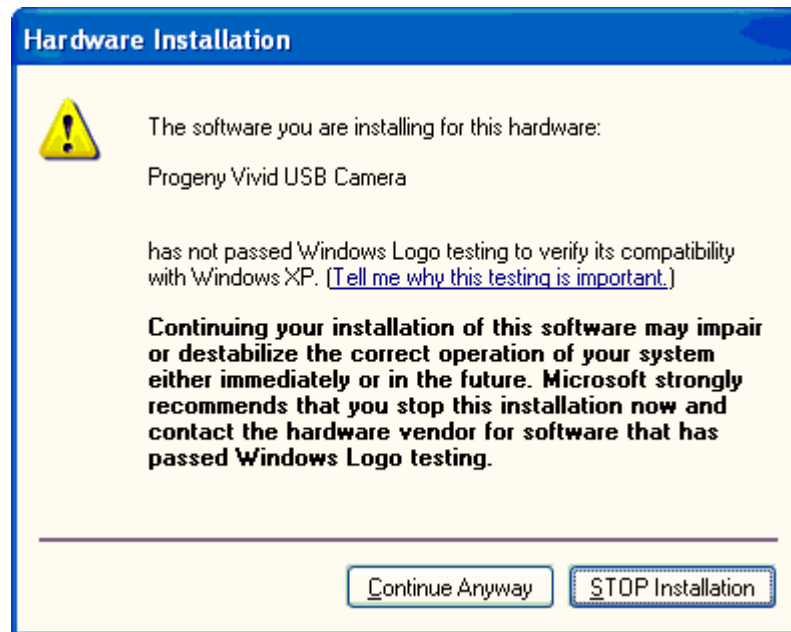 Hardware Installation
The software you are installing for this hardware:
Progeny Vivid USB Camera
has not passed Windows Logo testing to verify its compatibility
with Windows XP. (Tell me why this testing is important.)
Continuing your installation of this software may impair
or destabilize the correct operation of your system
either immediately or in the future. Microsoft strongly
recommends that you stop this installation now and
contact the hardware vendor for software that has
passed Windows Logo testing.
Continue Anyway
STOP Installation